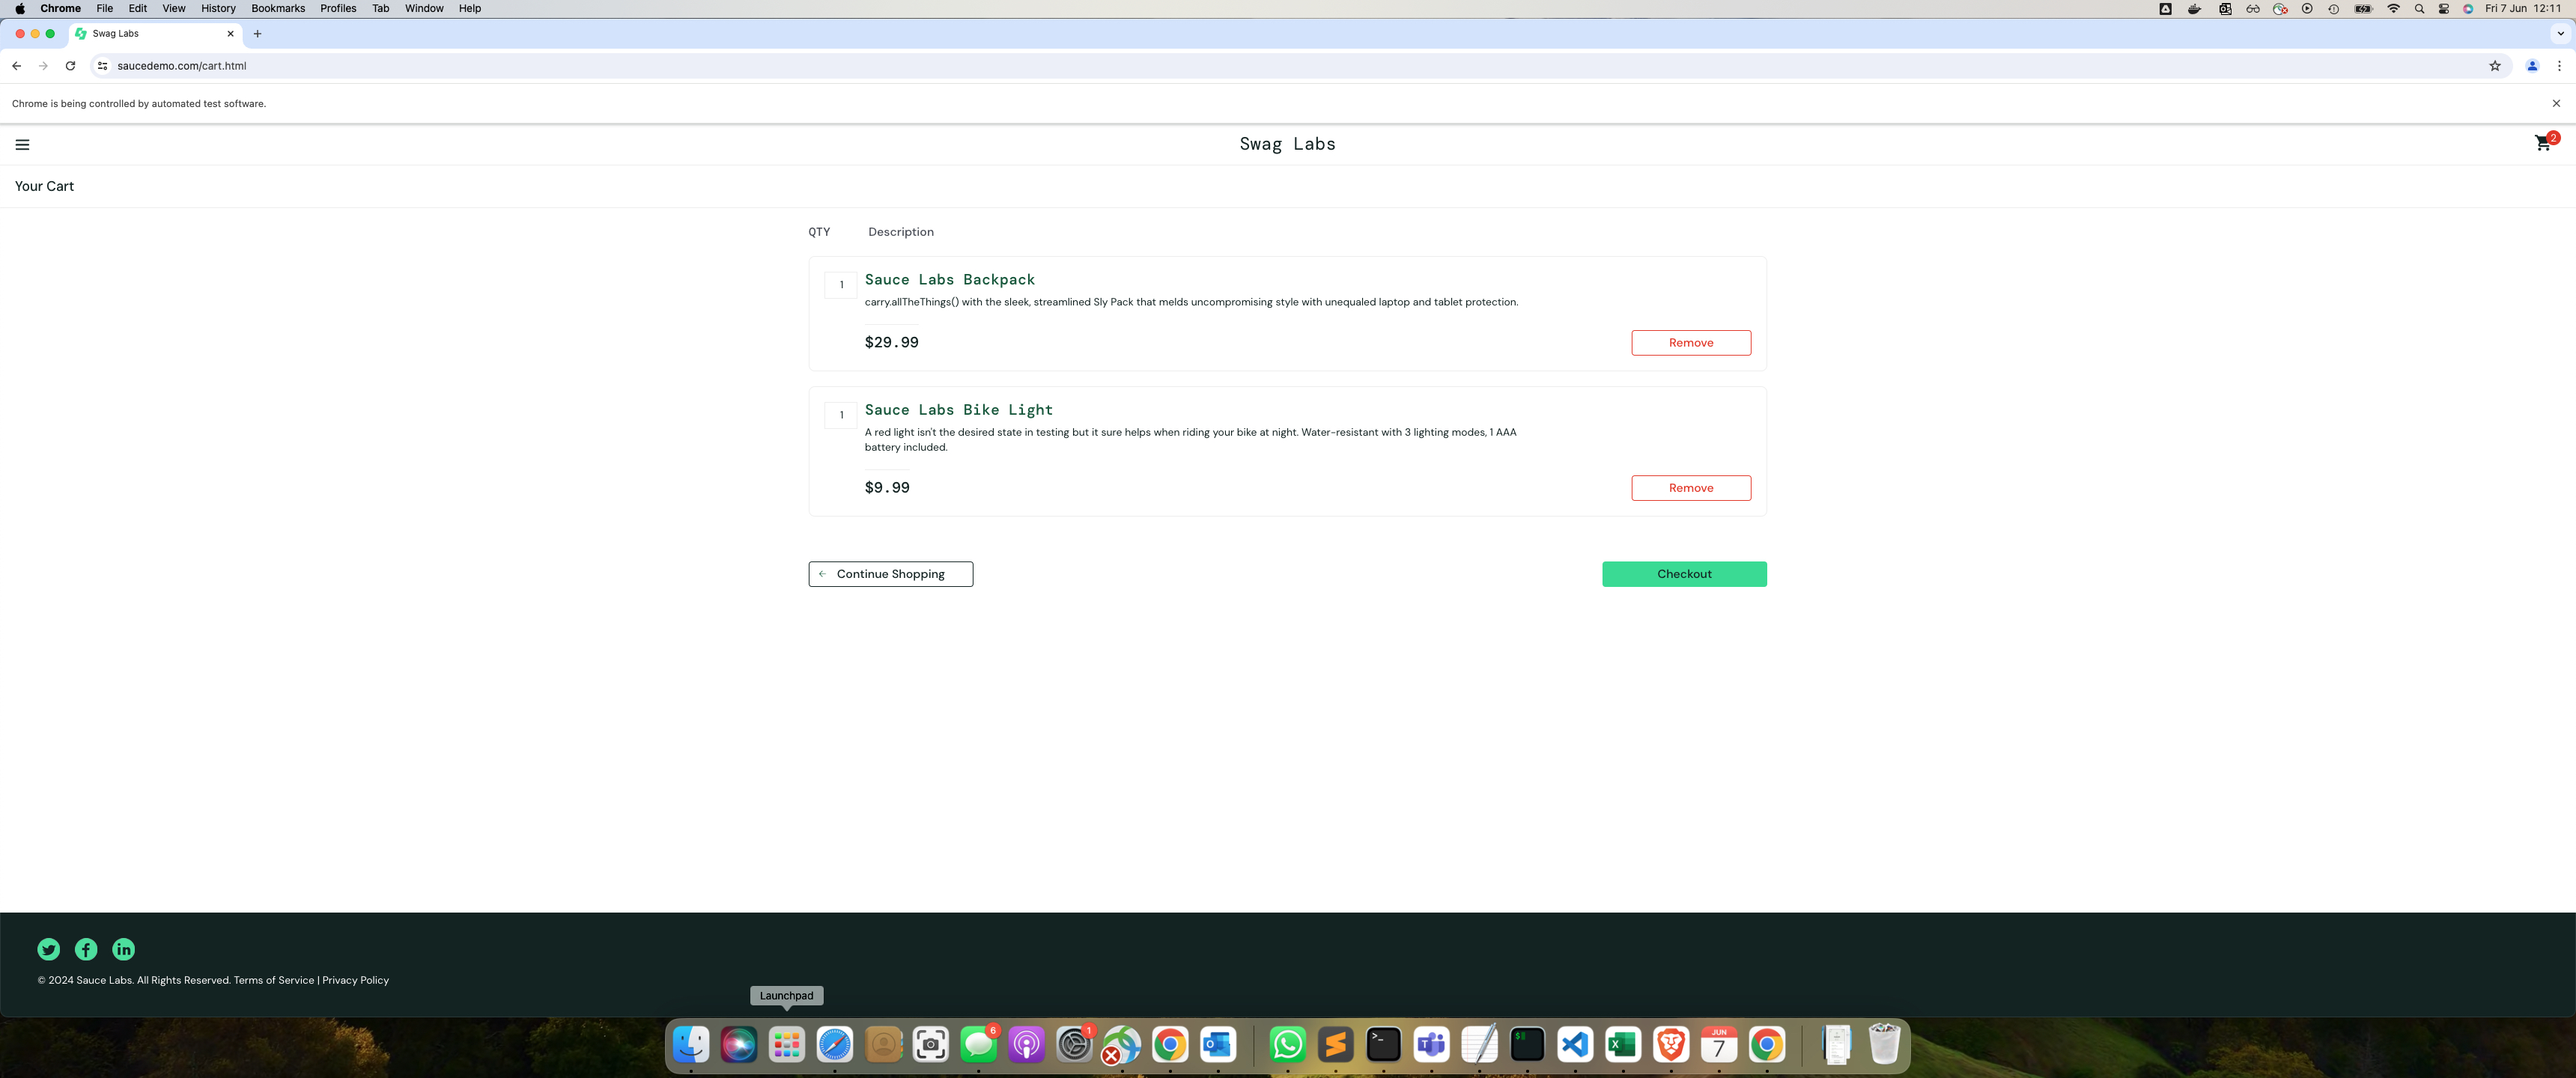 Chrome File Edit View History Bookmarks Profiles Tab Window Help Fri 7 Jun 12:11
Swag Labs
saucedemo.com/cart.html
Chrome is being controlled by automated test software.
Swag Labs 2
Your Cart
QTY Description
1 Sauce Labs Backpack
carry.allTheThings() with the sleek, streamlined Sly Pack that melds uncompromising style with unequaled laptop and tablet protection.
$29.99 Remove
1 Sauce Labs Bike Light
A red light isn't the desired state in testing but it sure helps when riding your bike at night. Water-resistant with 3 lighting modes, 1 AAA
battery included.
$9.99 Remove
Continue Shopping Checkout
in
© 2024 Sauce Labs. All Rights Reserved. Terms of Service | Privacy Policy
Launchpad
6 1 JUN
7